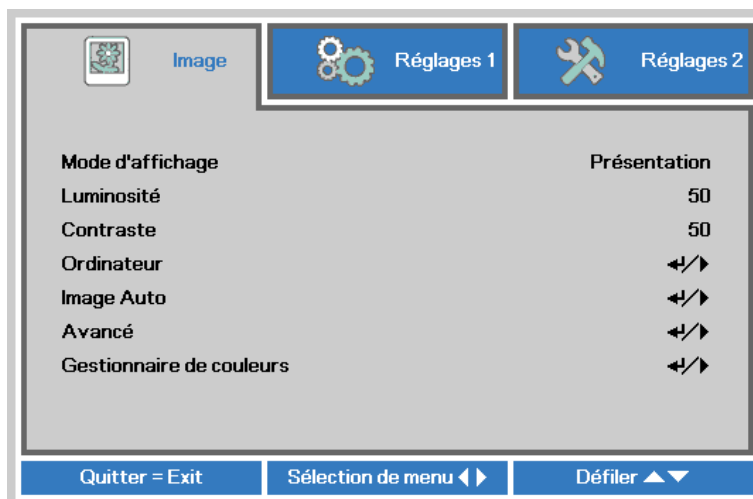 Image Réglages 1 Réglages 2
Mode d'affichage Présentation
Luminosité 50
Contraste 50
Ordinateur
Image Auto
Avancé
Gestionnaire de couleurs
Quitter = Exit Sélection de menu Défiler